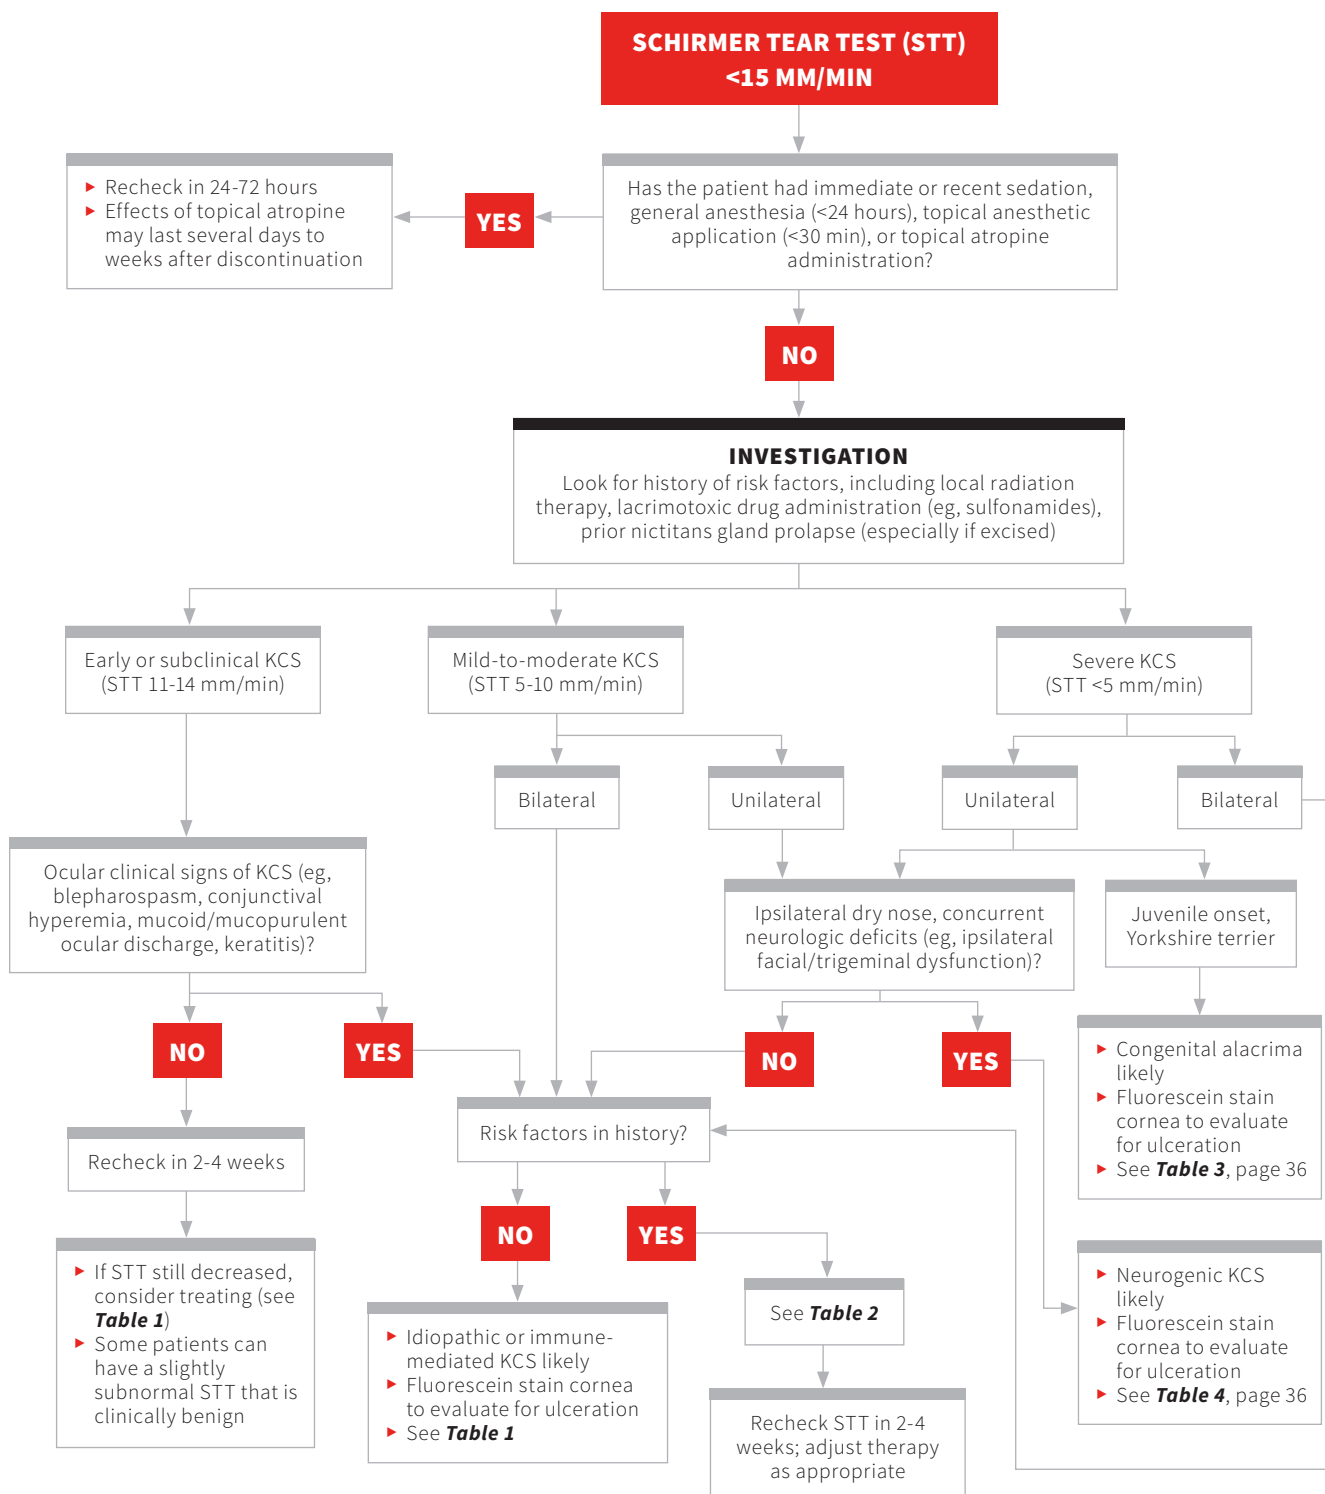 SCHIRMER TEAR TEST (STT)
<15 MM/MIN
▸ Recheck in 24-72 hours
▸ Effects of topical atropine
may last several days to
weeks after discontinuation
YES
Has the patient had immediate or recent sedation,
general anesthesia (<24 hours), topical anesthetic
application (<30 min), or topical atropine
administration?
NO
INVESTIGATION
Look for history of risk factors, including local radiation
therapy, lacrimotoxic drug administration (eg, sulfonamides),
prior nictitans gland prolapse (especially if excised)
Early or subclinical KCS
(STT 11-14 mm/min)
Mild-to-moderate KCS
(STT 5-10 mm/min)
Severe KCS
(STT <5 mm/min)
Bilateral
Unilateral
Unilateral
Bilateral
Ocular clinical signs of KCS (eg,
blepharospasm, conjunctival
hyperemia, mucoid/mucopurulent
ocular discharge, keratitis)?
Ipsilateral dry nose, concurrent
neurologic deficits (eg, ipsilateral
facial/trigeminal dysfunction)?
Juvenile onset,
Yorkshire terrier
NO
YES
NO
YES
▸ Congenital alacrima
likely
▸ Fluorescein stain
cornea to evaluate
for ulceration
▸ See Table 3, page 36
Risk factors in history?
Recheck in 2-4 weeks
NO
YES
▸ If STT still decreased,
consider treating (see
Table 1)
▸ Some patients can
have a slightly
subnormal STT that is
clinically benign
▸ Idiopathic or immune-
mediated KCS likely
▸ Fluorescein stain cornea
to evaluate for ulceration
▸ See Table 1
See Table 2
Recheck STT in 2-4
weeks; adjust therapy
as appropriate
▸ Neurogenic KCS
likely
▸ Fluorescein stain
cornea to evaluate
for ulceration
▸ See Table 4, page 36